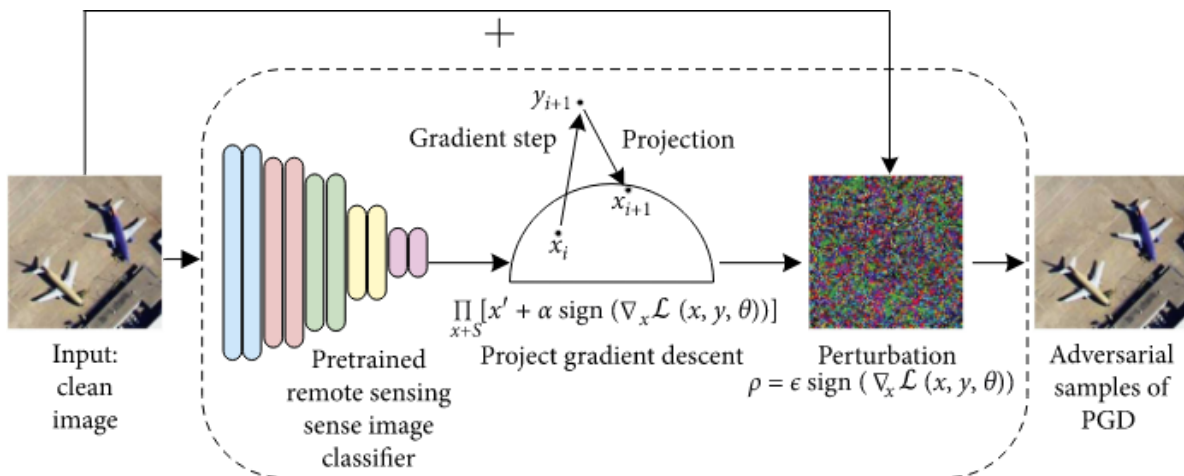 +
y_{i+1}
Gradient step
Projection
x_{i+1}
x_i
∏_{x+S} [x′ + α sign (∇_x ℒ (x, y, θ))]
Input:
clean
image
Pretrained
remote sensing
sense image
classifier
Project gradient descent
Perturbation
ρ = ϵ sign (∇_x ℒ (x, y, θ))
Adversarial
samples of
PGD